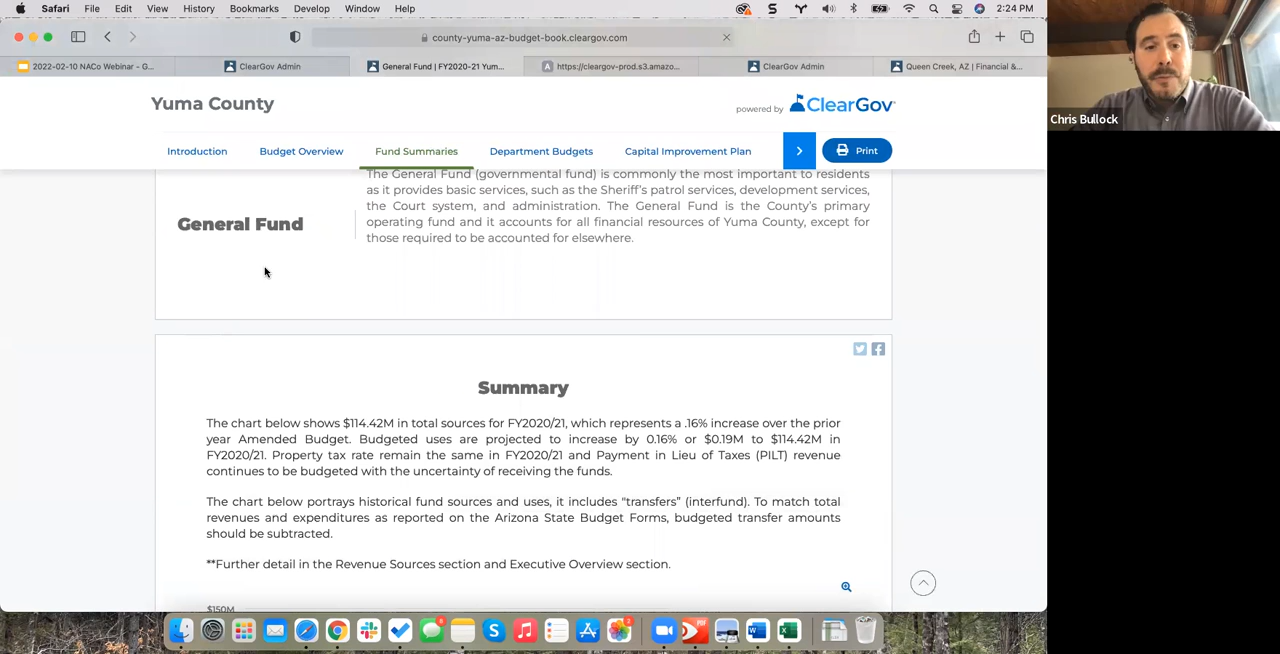 Safari File Edit View History Bookmarks Develop Window Help 2:24 PM
county-yuma-az-budget-book.cleargov.com
2022-02-10 NACo Webinar - G... ClearGov Admin General Fund | FY2020-21 Yum... https://cleargov-prod.s3.amazo... ClearGov Admin Queen Creek, AZ | Financial &...
Yuma County
powered by ClearGov
Introduction Budget Overview Fund Summaries Department Budgets Capital Improvement Plan Print
The General Fund (governmental fund) is commonly the most important to residents
as it provides basic services, such as the Sheriff's patrol services, development services,
the Court system, and administration. The General Fund is the County's primary
operating fund and it accounts for all financial resources of Yuma County, except for
those required to be accounted for elsewhere.
General Fund
Summary
The chart below shows $114.42M in total sources for FY2020/21, which represents a .16% increase over the prior
year Amended Budget. Budgeted uses are projected to increase by 0.16% or $0.19M to $114.42M in
FY2020/21. Property tax rate remain the same in FY2020/21 and Payment in Lieu of Taxes (PILT) revenue
continues to be budgeted with the uncertainty of receiving the funds.
The chart below portrays historical fund sources and uses, it includes "transfers" (interfund). To match total
revenues and expenditures as reported on the Arizona State Budget Forms, budgeted transfer amounts
should be subtracted.
**Further detail in the Revenue Sources section and Executive Overview section.
$150M
Chris Bullock